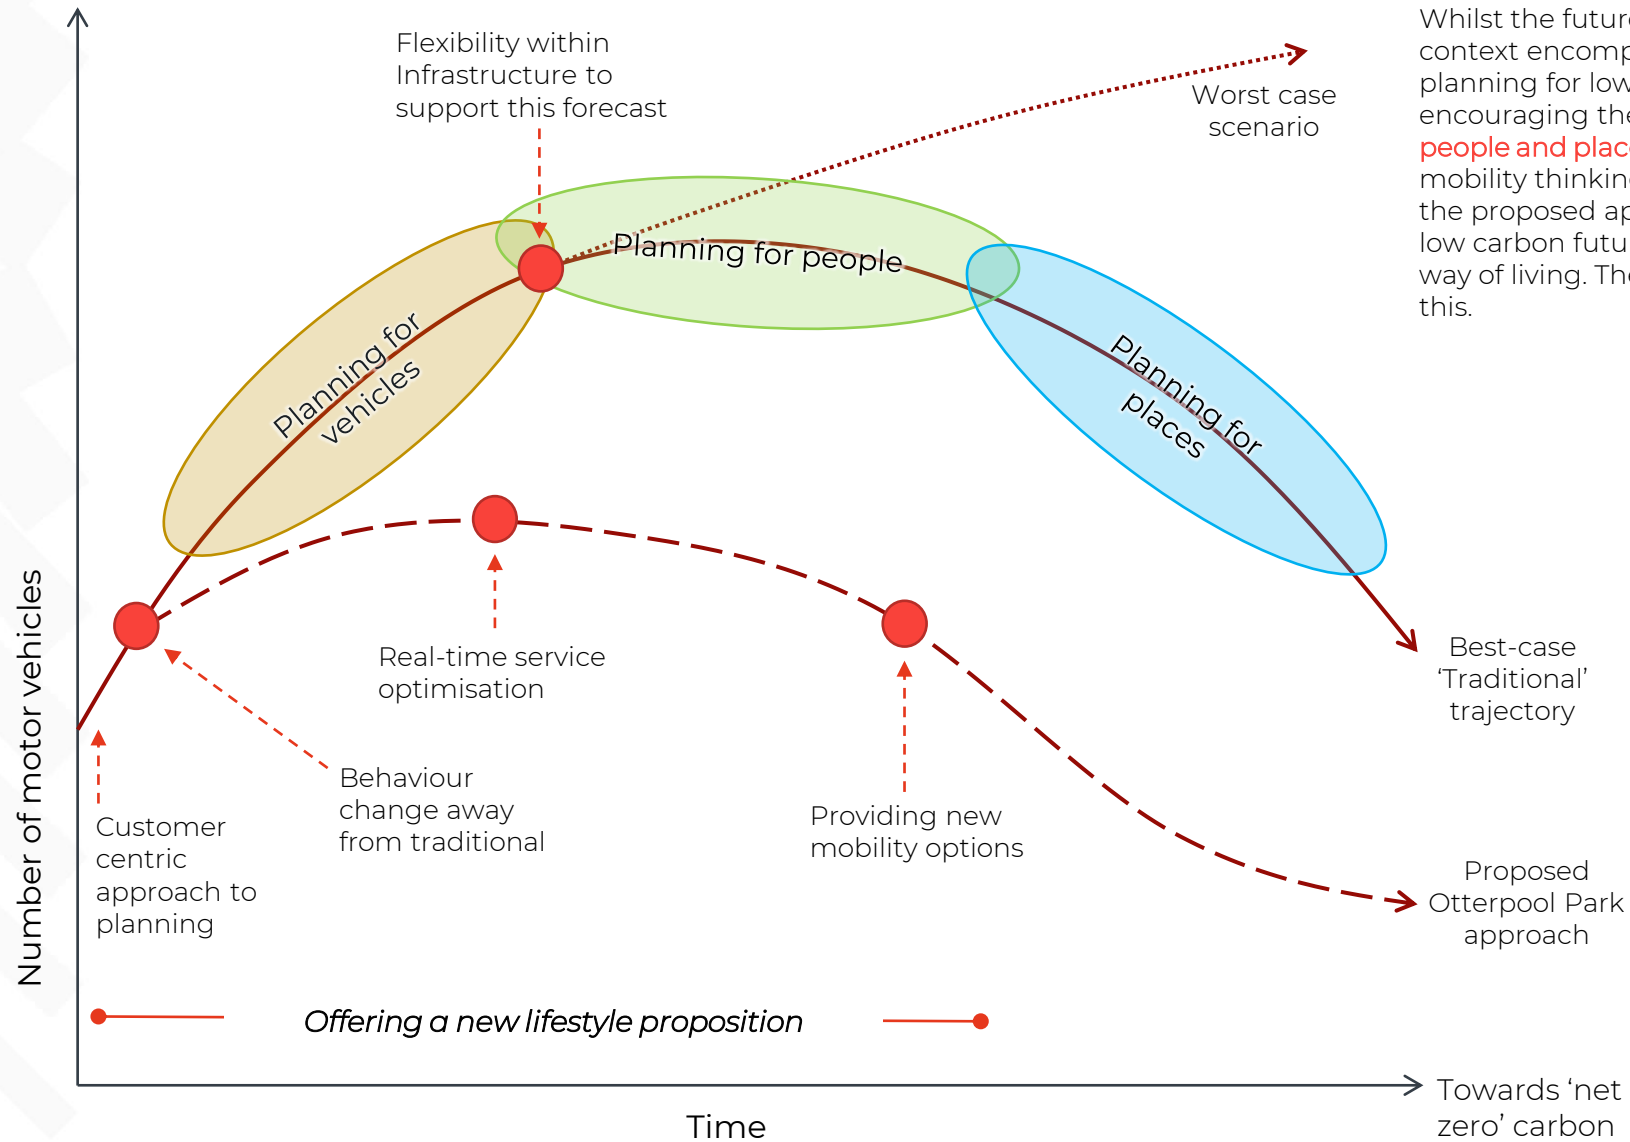 Flexibility within
Infrastructure to
support this forecast
Worst case
scenario
Whilst the future
context encomp
planning for low
encouraging the
people and plac
mobility thinkin
the proposed ap
low carbon futu
way of living. The
this.
Planning for people
Planning for
vehicles
Planning for
places
Real-time service
optimisation
Best-case
‘Traditional’
trajectory
Behaviour
change away
from traditional
Customer
centric
approach to
planning
Providing new
mobility options
Proposed
Otterpool Park
approach
Number of motor vehicles
Offering a new lifestyle proposition
Time
Towards ‘net
zero’ carbon